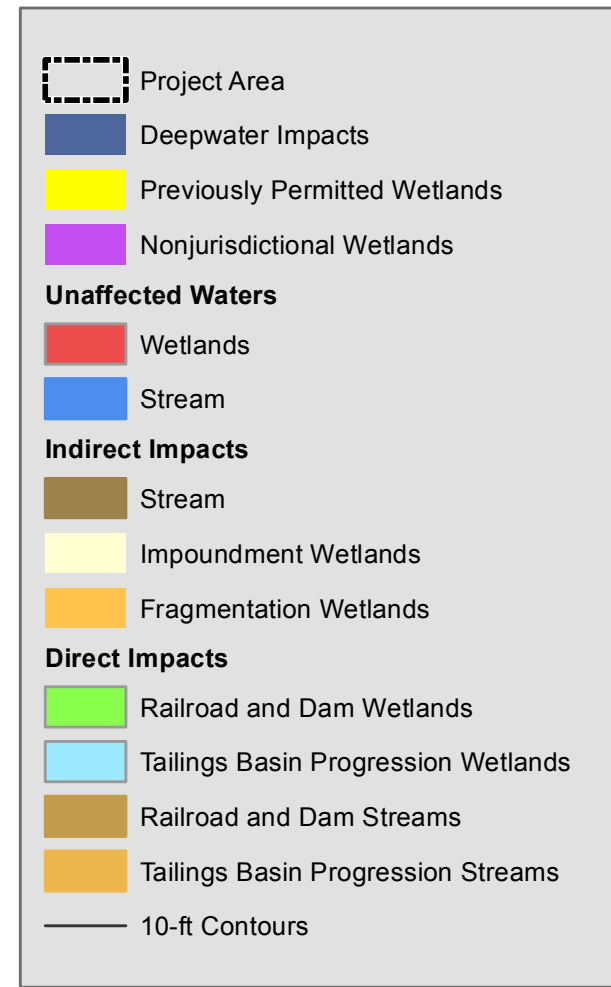 Project Area
Deepwater Impacts
Previously Permitted Wetlands
Nonjurisdictional Wetlands
Unaffected Waters
Wetlands
Stream
Indirect Impacts
Stream
Impoundment Wetlands
Fragmentation Wetlands
Direct Impacts
Railroad and Dam Wetlands
Tailings Basin Progression Wetlands
Railroad and Dam Streams
Tailings Basin Progression Streams
10-ft Contours